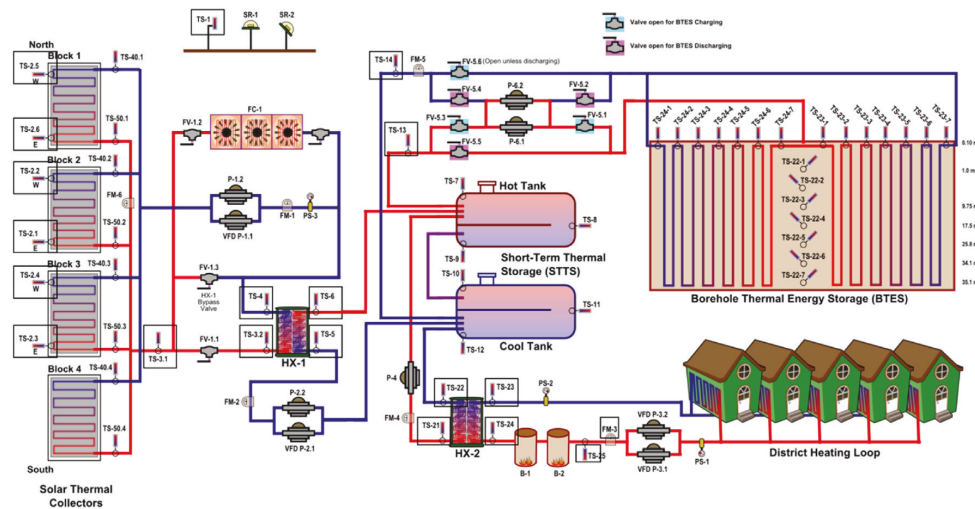 TS-1
SR-1
SR-2
Valve open for BTES Charging
Valve open for BTES Discharging
North
Block 1
TS-2.5
W
TS-40.1
TS-2.6
E
TS-50.1
Block 2
TS-2.2
W
TS-40.2
FM-6
TS-2.1
E
TS-50.2
Block 3
TS-2.4
W
TS-40.3
TS-2.3
E
TS-50.3
Block 4
TS-40.4
TS-50.4
South
Solar Thermal
Collectors
TS-3.1
FV-1.2
FC-1
P-1.2
VFD P-1.1
FM-1
PS-3
FV-1.3
HX-1
Bypass
Valve
FV-1.1
TS-4
TS-6
TS-3.2
TS-5
HX-1
FM-2
P-2.2
VFD P-2.1
TS-14
FM-5
FV-5.6 (Open unless discharging)
FV-5.4
P-6.2
FV-5.2
TS-13
FV-5.3
P-6.1
FV-5.1
FV-5.5
TS-7
Hot Tank
TS-8
TS-9
Short-Term Thermal
Storage (STTS)
TS-10
TS-11
Cool Tank
TS-12
P-4
FM-4
TS-22
TS-23
TS-21
TS-24
HX-2
PS-2
B-1
B-2
TS-25
FM-3
VFD P-3.2
VFD P-3.1
PS-1
District Heating Loop
TS-24-1
TS-24-2
TS-24-3
TS-24-4
TS-24-5
TS-24-6
TS-24-7
TS-23-1
TS-23-2
TS-23-3
TS-23-4
TS-23-5
TS-23-6
TS-23-7
TS-22-1
TS-22-2
TS-22-3
TS-22-4
TS-22-5
TS-22-6
TS-22-7
0.10 m
1.0 m
9.75 m
17.5 m
25.8 m
34.1 m
35.1 m
Borehole Thermal Energy Storage (BTES)